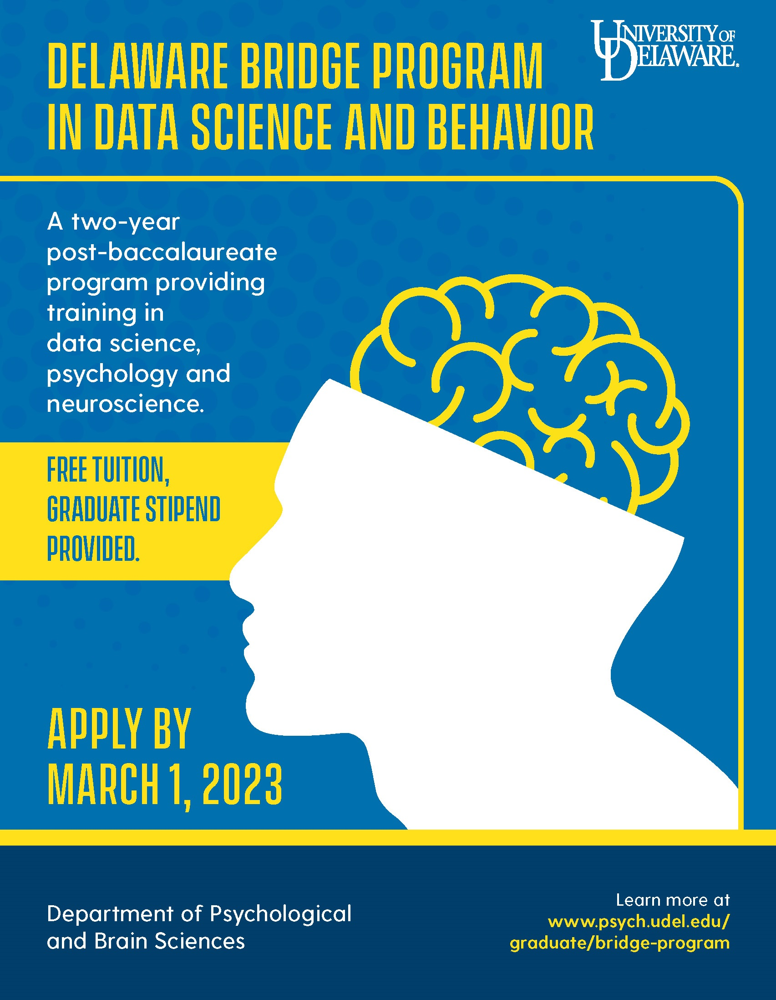 UNIVERSITY OF
DELAWARE®
DELAWARE BRIDGE PROGRAM
IN DATA SCIENCE AND BEHAVIOR
A two-year
post-baccalaureate
program providing
training in
data science,
psychology and
neuroscience.
FREE TUITION,
GRADUATE STIPEND
PROVIDED.
APPLY BY
MARCH 1, 2023
Department of Psychological
and Brain Sciences
Learn more at
www.psych.udel.edu/
graduate/bridge-program